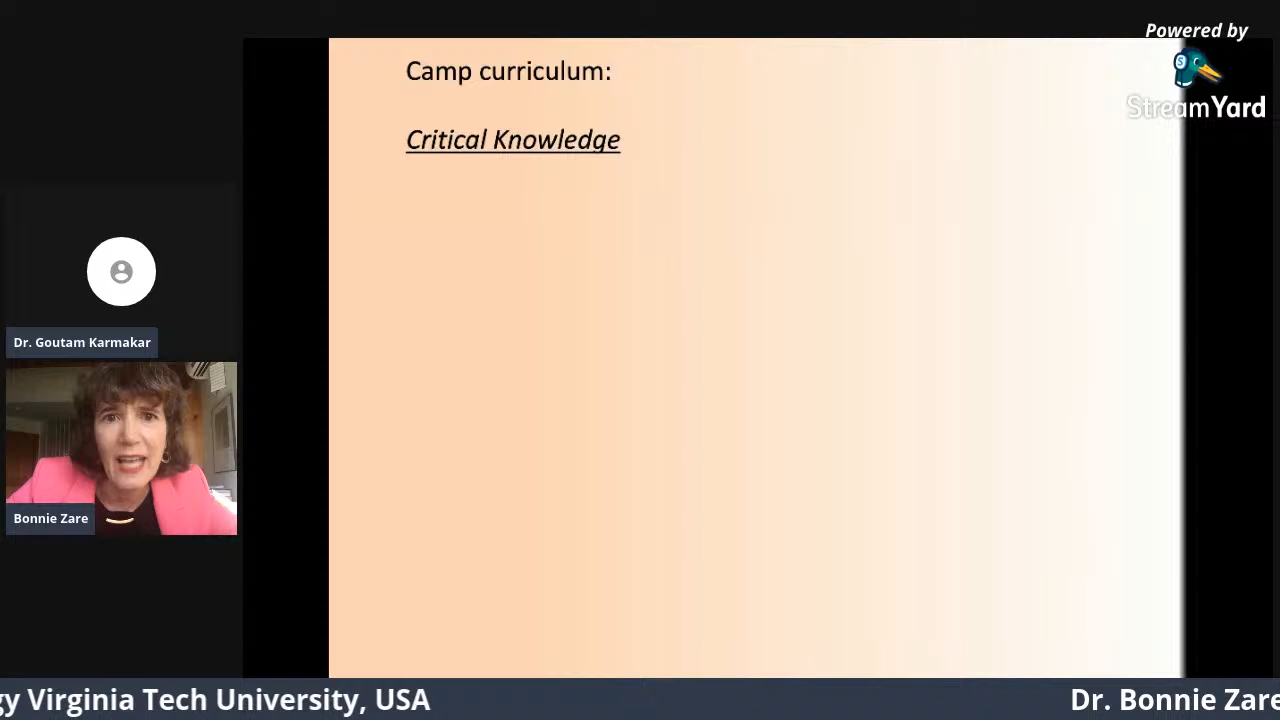 Powered by
StreamYard
Camp curriculum:
Critical Knowledge
Dr. Goutam Karmakar
Bonnie Zare
gy Virginia Tech University, USA
Dr. Bonnie Zare